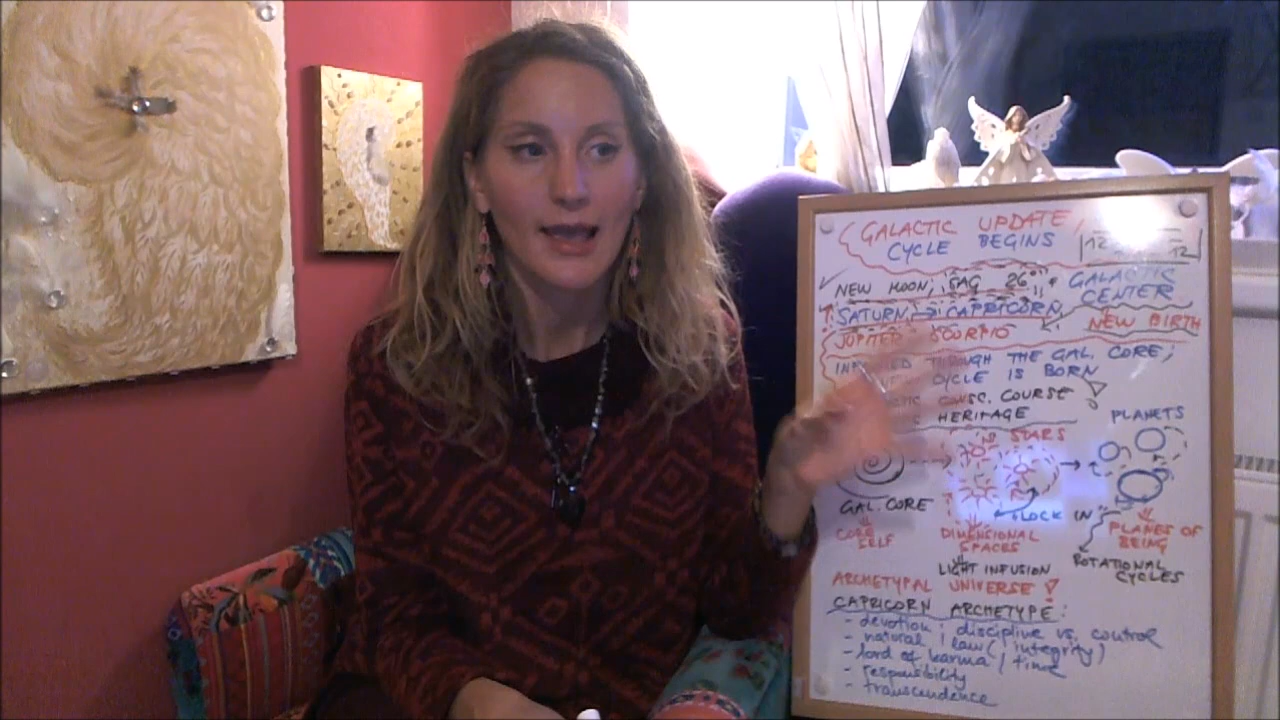 GALACTIC UPDATE,
CYCLE BEGINS
12
12
NEW MOON; SAG 26° + GALACTIC CENTER
SATURN → CAPRICORN
JUPITER SCORPIO
NEW BIRTH
THROUGH THE GAL. CORE;
CYCLE IS BORN
CONSC. COURSE
HERITAGE
PLANETS
STARS
GAL. CORE
LOCK IN
CORE SELF
DIMENSIONAL SPACES
PLANES OF BEING
LIGHT INFUSION
ROTATIONAL CYCLES
ARCHETYPAL UNIVERSE!
CAPRICORN ARCHETYPE:
- devotion; discipline vs. control
- natural law (integrity)
- lord of karma / time
- responsibility
- transcendence